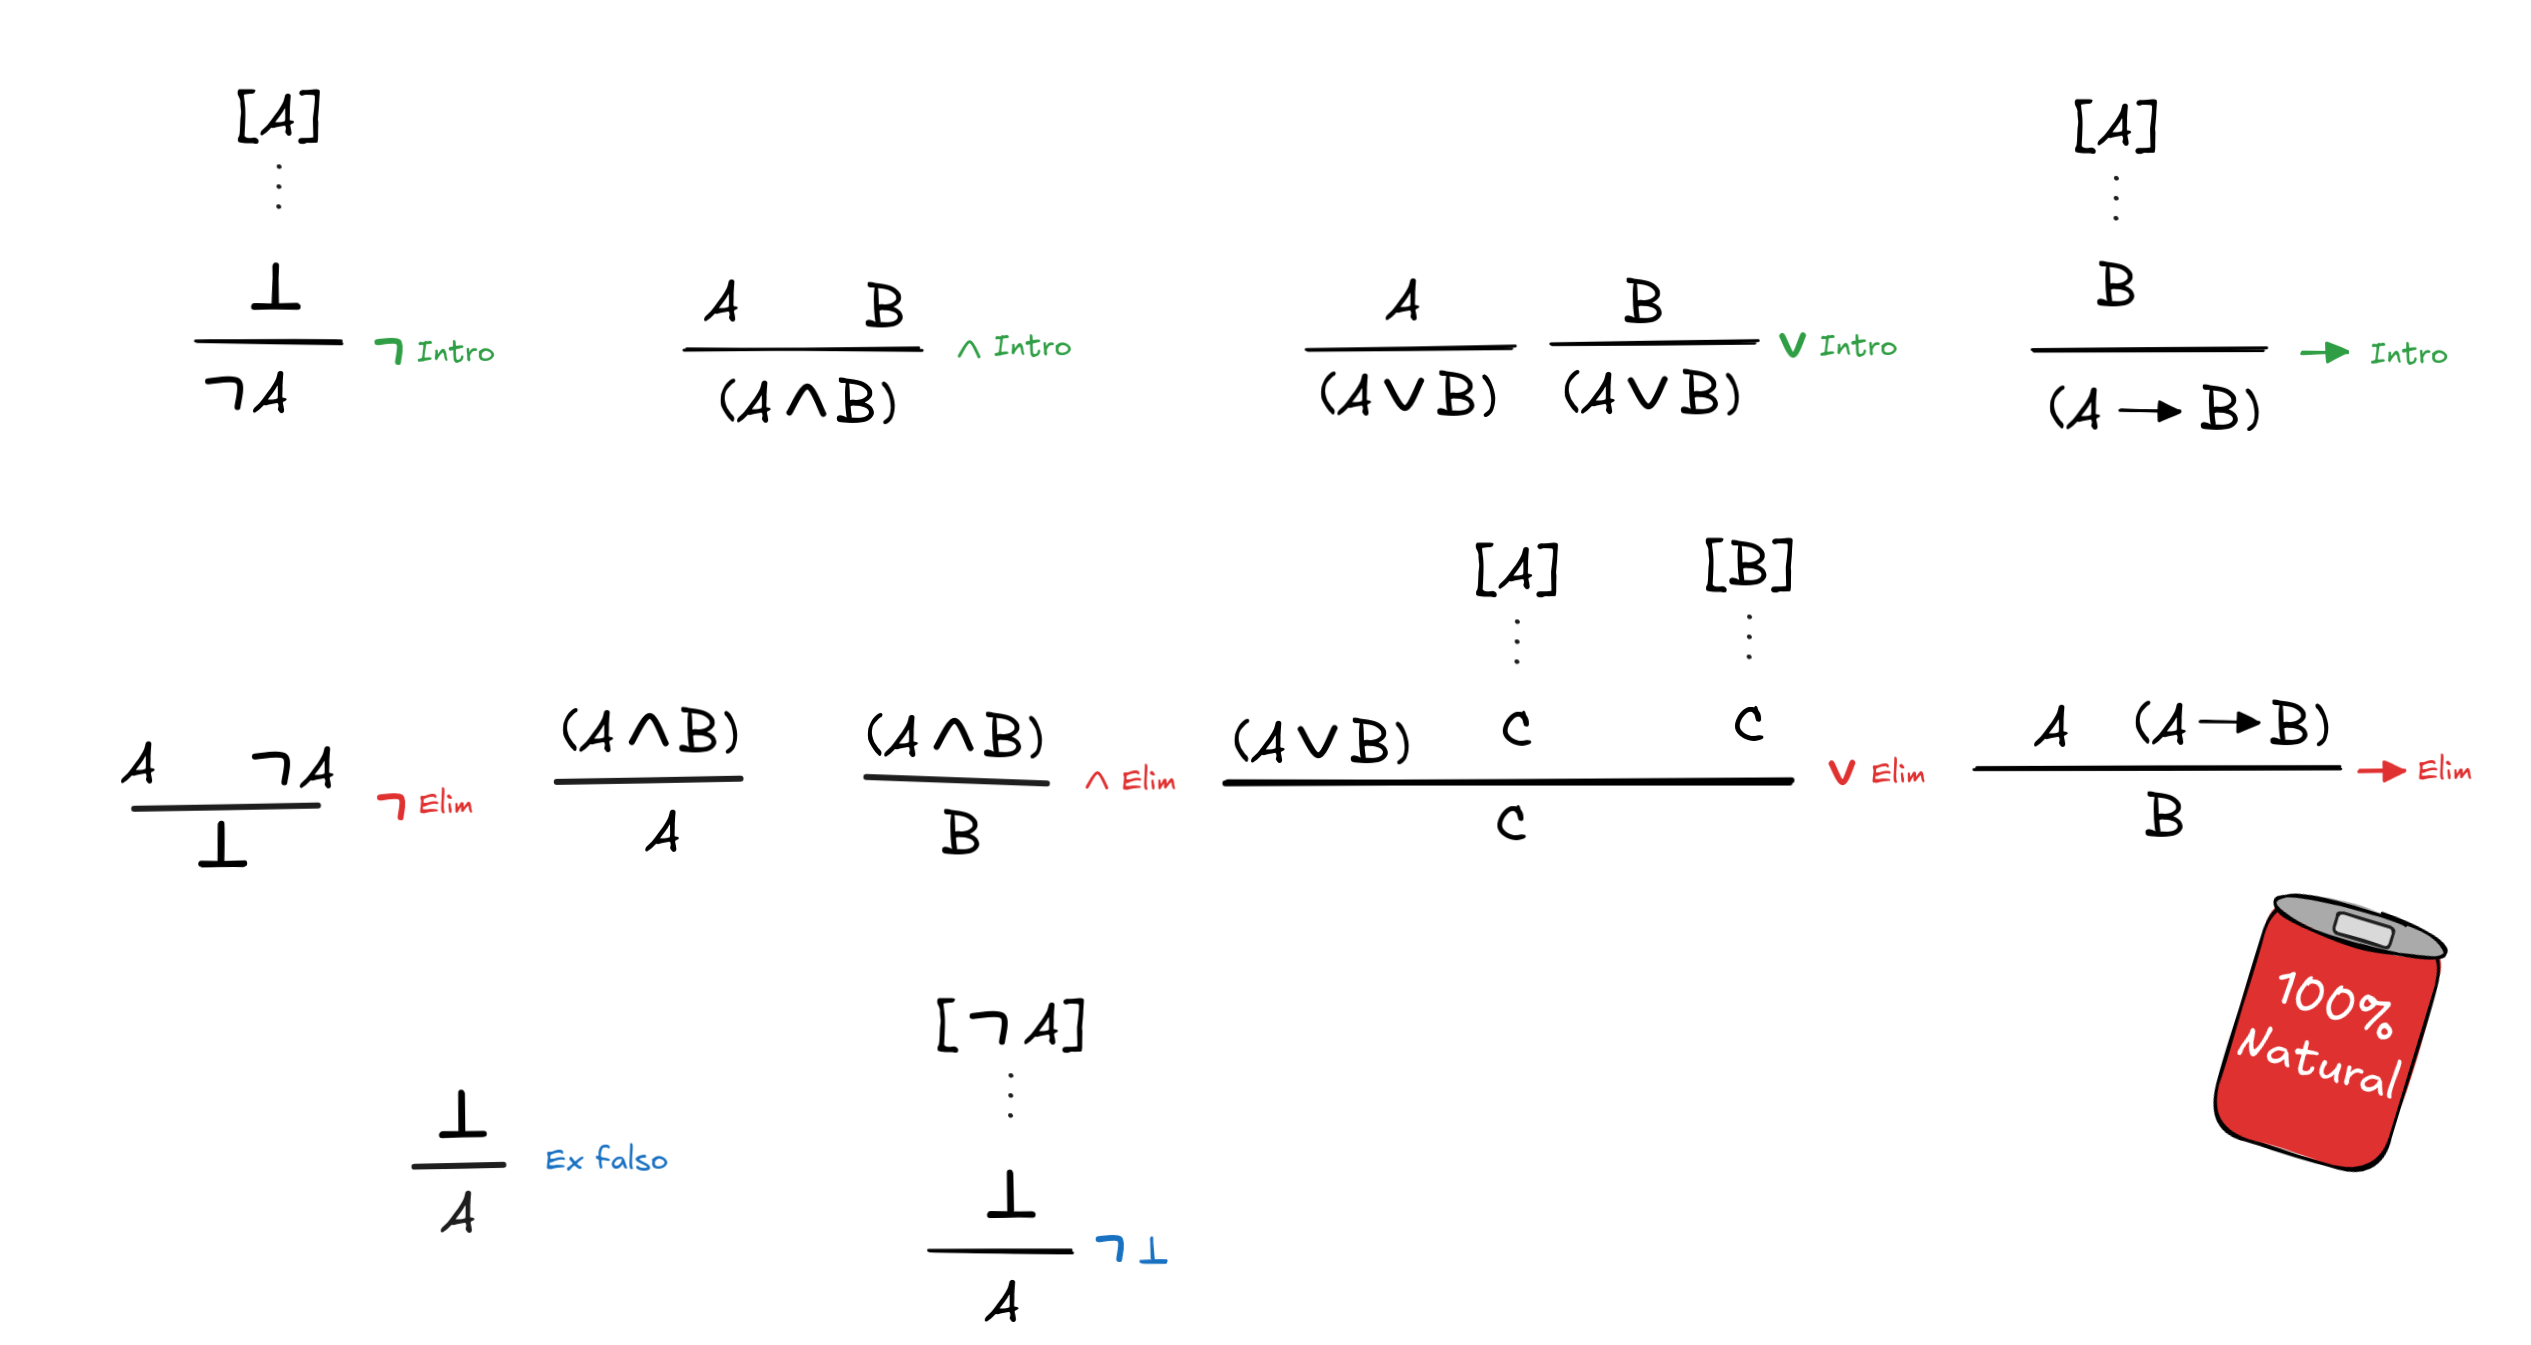 [A]
⋮
⊥
¬A
¬ Intro
A B
(A ∧ B)
∧ Intro
A
(A ∨ B)
B
(A ∨ B)
∨ Intro
[A]
⋮
B
(A → B)
→ Intro
A ¬A
⊥
¬ Elim
(A ∧ B)
A
(A ∧ B)
B
∧ Elim
[A] [B]
⋮ ⋮
(A ∨ B) C C
C
∨ Elim
A (A → B)
B
→ Elim
⊥
A
Ex falso
[¬A]
⋮
⊥
A
¬⊥
100%
Natural